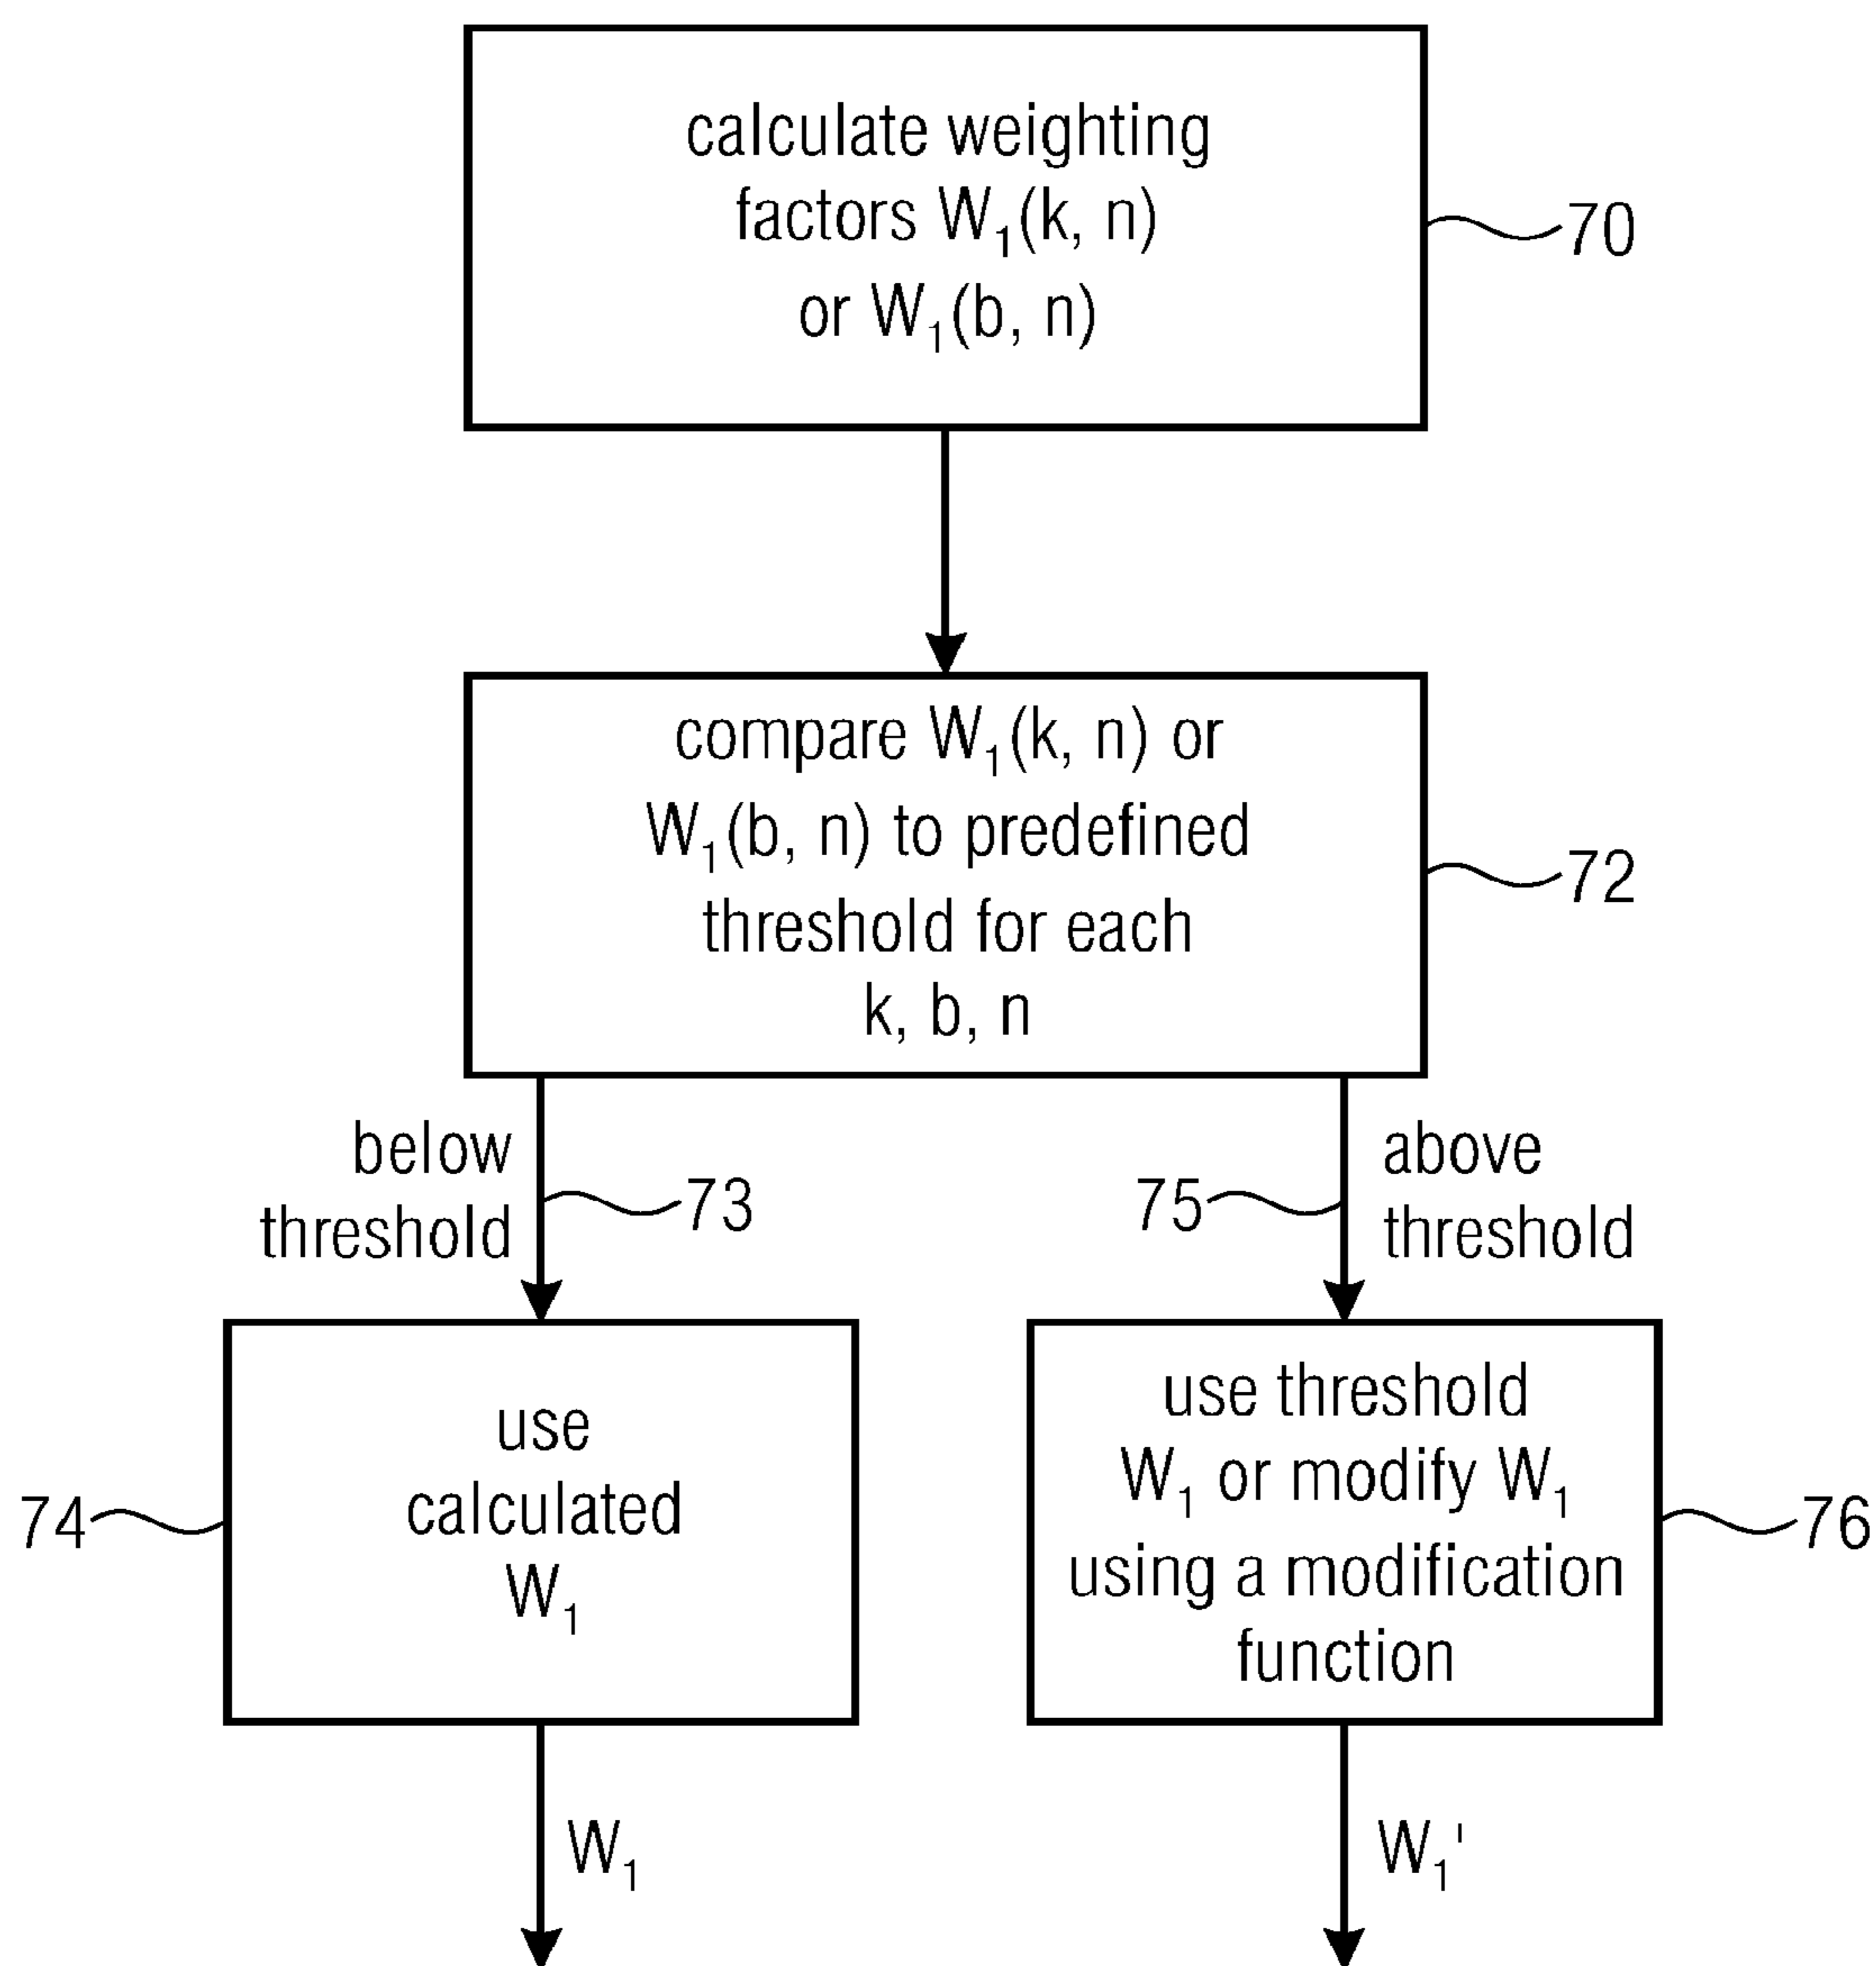 calculate weighting
factors W₁(k, n)
or W₁(b, n)
70
compare W₁(k, n) or
W₁(b, n) to predefined
threshold for each
k, b, n
72
below
threshold
73
75
above
threshold
use
calculated
W₁
74
use threshold
W₁ or modify W₁
using a modification
function
76
W₁
W₁'